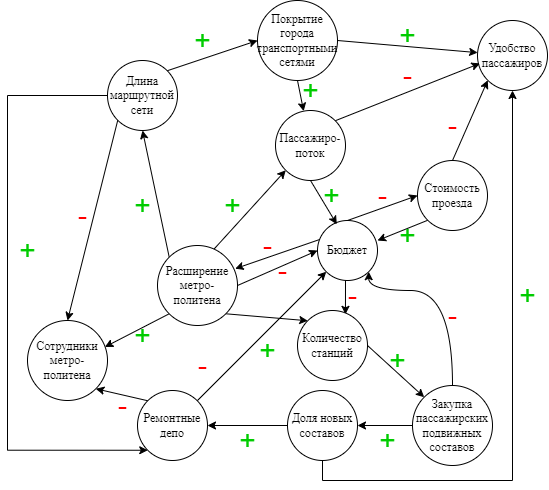 Покрытие
города
транспортными
сетями
Удобство
пассажиров
Длина
маршрутной
сети
Пассажиро-
поток
Стоимость
проезда
Бюджет
Расширение
метро-
политена
Сотрудники
метро-
политена
Количество
станций
Ремонтные
депо
Доля новых
составов
Закупка
пассажирских
подвижных
составов
+
+
-
+
-
-
+
+
+
-
+
-
+
-
-
+
-
+
+
-
-
+
+
-
+
+